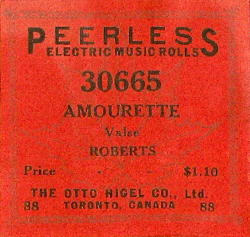 PEERLESS
ELECTRIC MUSIC ROLLS
30665
AMOURETTE
Valse
ROBERTS
Price - - - $1.10
THE OTTO HIGEL CO., Ltd.
88 TORONTO, CANADA 88